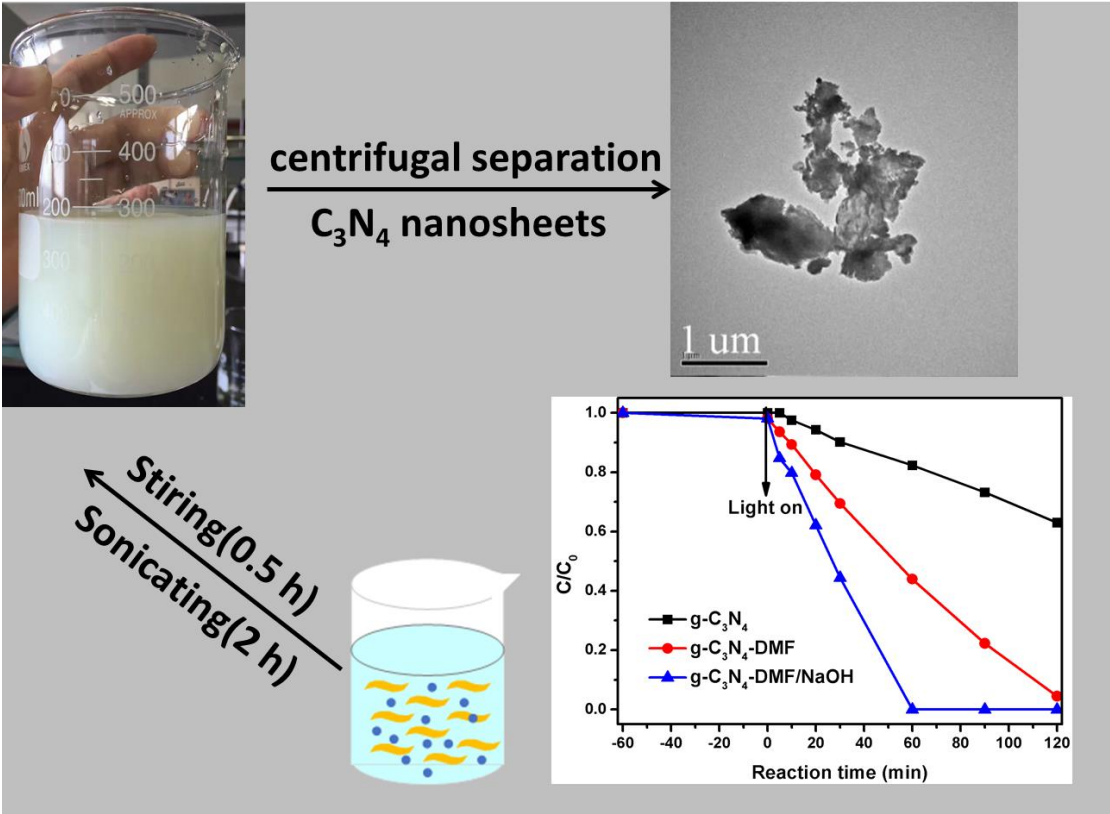 500
APPROX
400
200
300
300
200
centrifugal separation
C₃N₄ nanosheets
1 um
Stiring(0.5 h)
Sonicating(2 h)
1.0
0.8
0.6
0.4
0.2
0.0
C/C₀
Light on
g-C₃N₄
g-C₃N₄-DMF
g-C₃N₄-DMF/NaOH
-60 -40 -20 0 20 40 60 80 100 120
Reaction time (min)